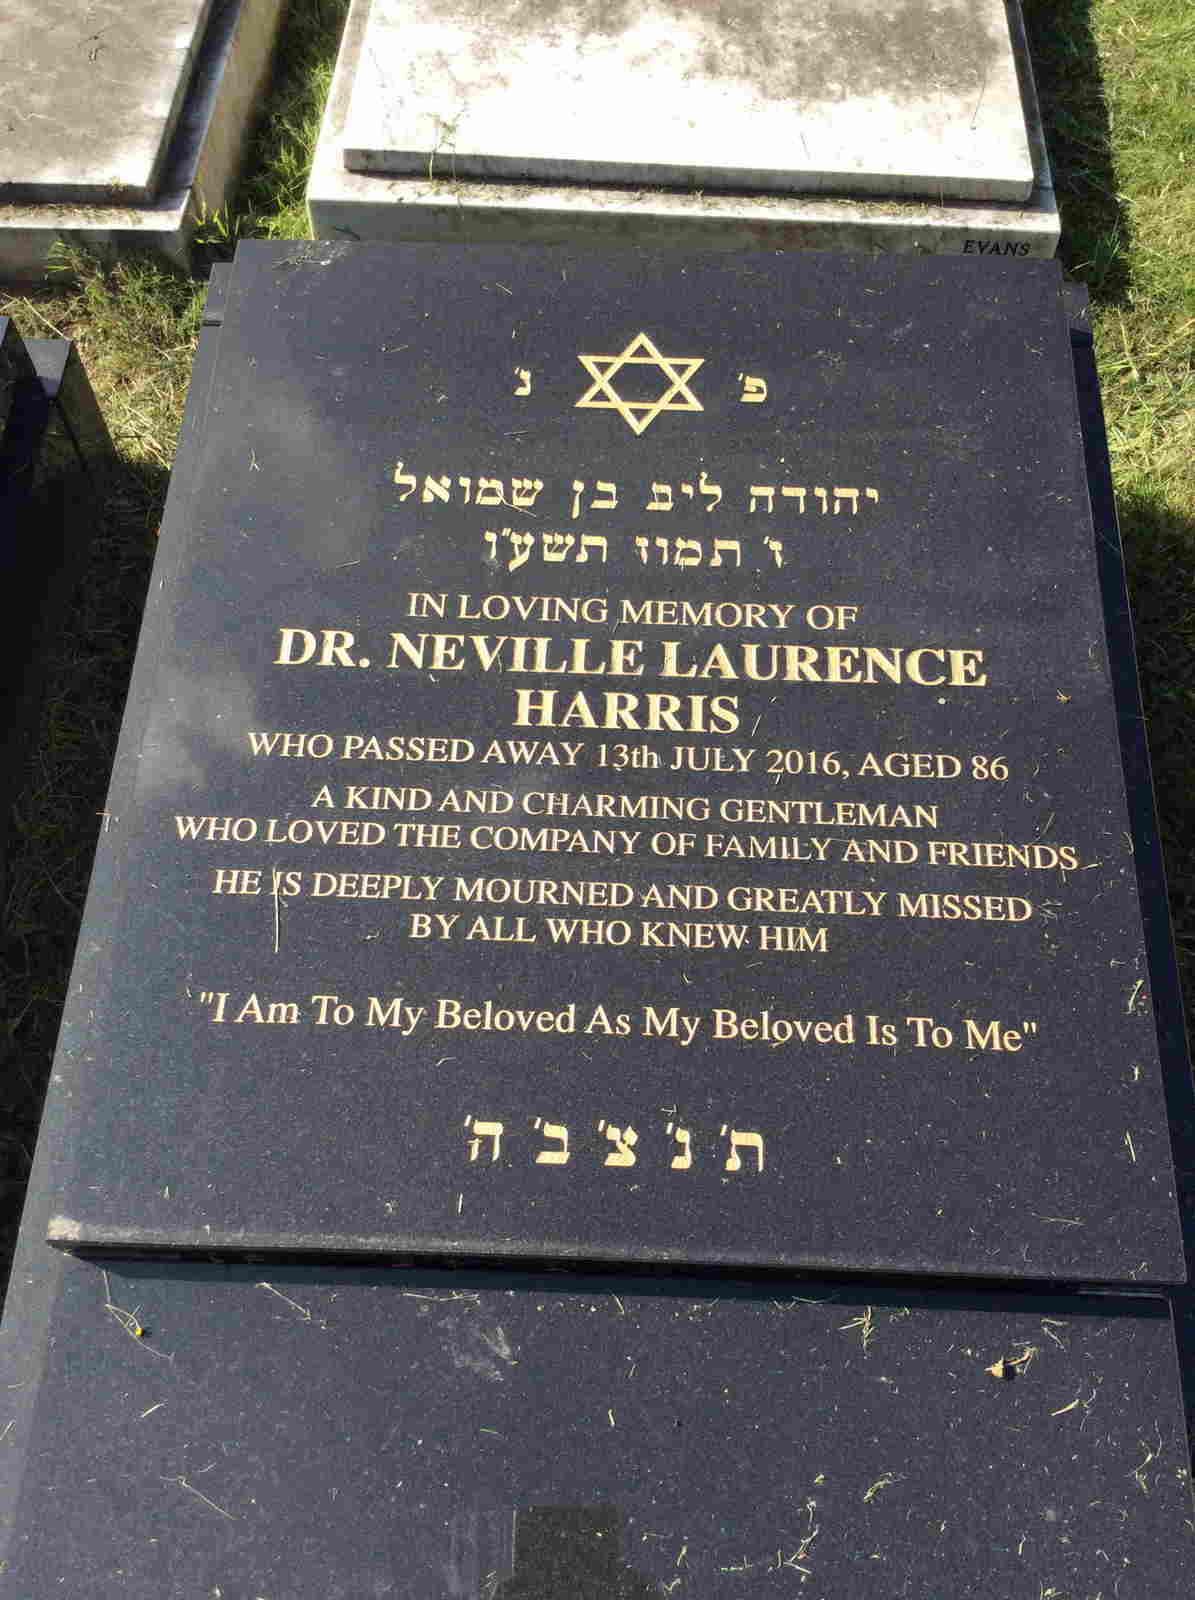 EVANS
פ' נ'
יהודה ליב בן שמואל
ז' תמוז תשע"ו
IN LOVING MEMORY OF
DR. NEVILLE LAURENCE
HARRIS
WHO PASSED AWAY 13th JULY 2016, AGED 86
A KIND AND CHARMING GENTLEMAN
WHO LOVED THE COMPANY OF FAMILY AND FRIENDS
HE IS DEEPLY MOURNED AND GREATLY MISSED
BY ALL WHO KNEW HIM
"I Am To My Beloved As My Beloved Is To Me"
ת' נ' צ' ב' ה'